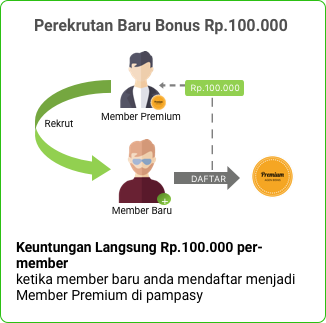 Perekrutan Baru Bonus Rp.100.000
Rp.100.000
Member Premium
Rekrut
DAFTAR
Premium
Member Baru
Keuntungan Langsung Rp.100.000 per-
member
ketika member baru anda mendaftar menjadi
Member Premium di pampasy